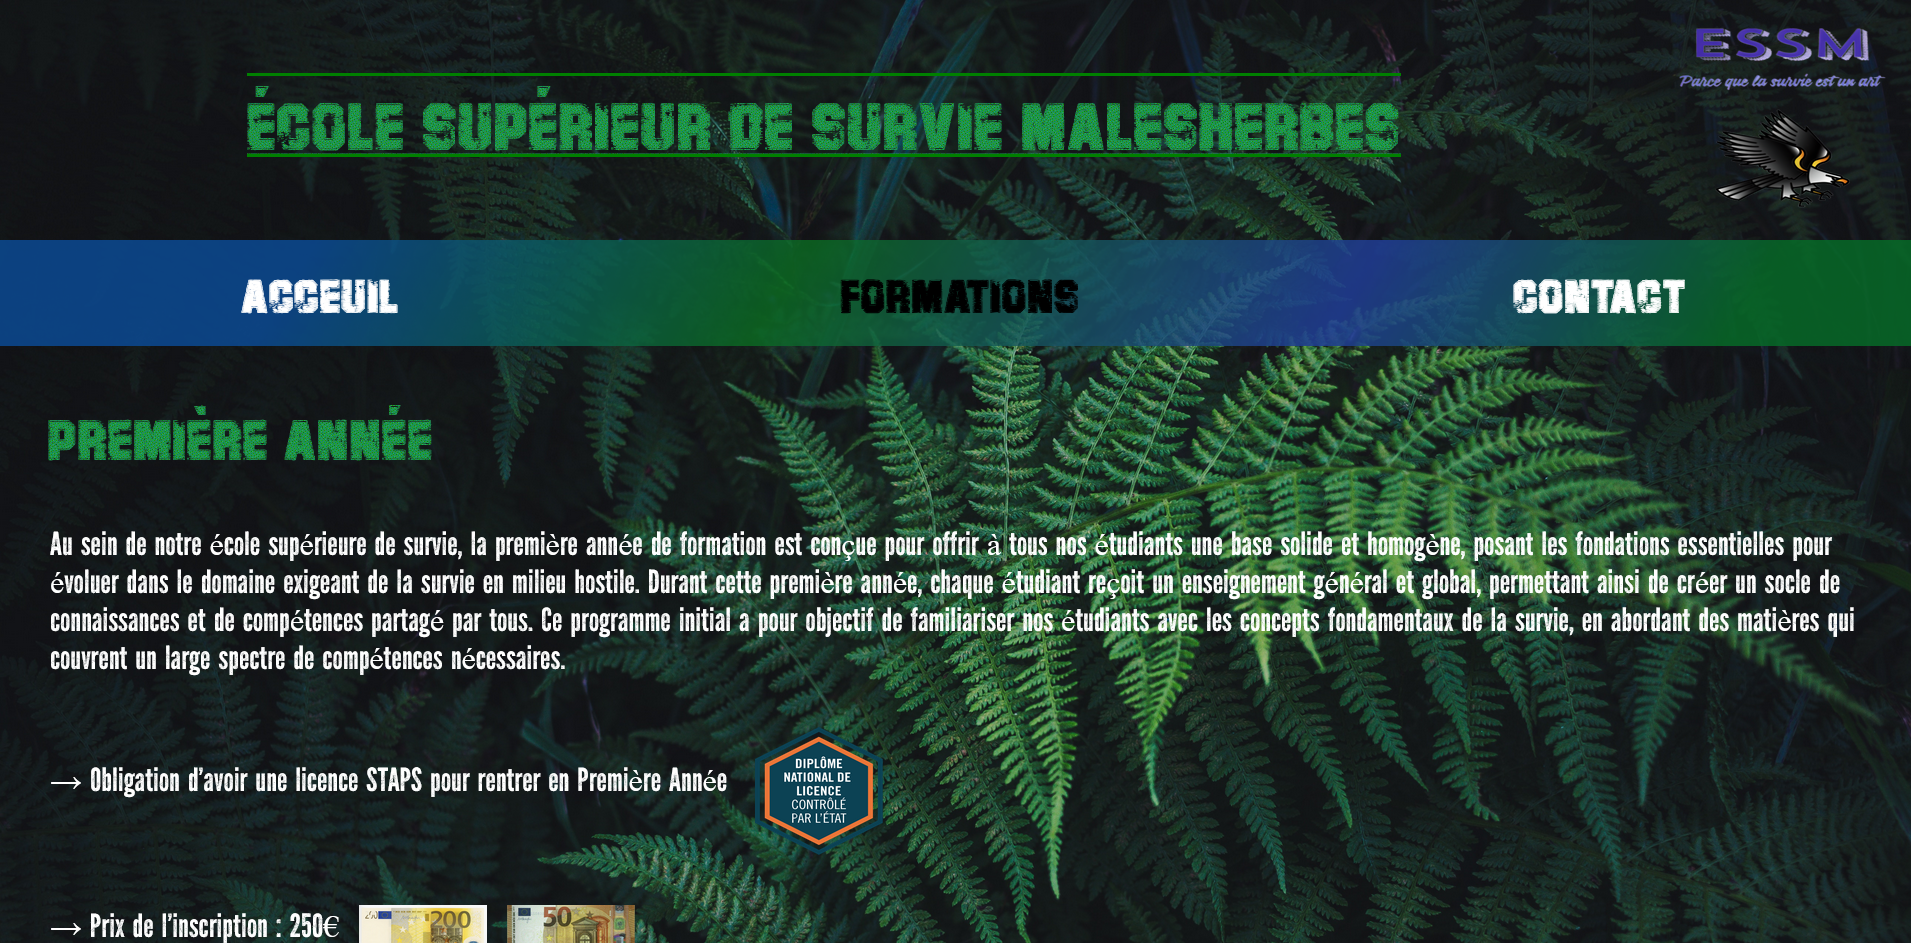 ESSM
Parce que la survie est un art
ÉCOLE SUPÉRIEUR DE SURVIE MALESHERBES
ACCEUIL
FORMATIONS
CONTACT
PREMIÈRE ANNÉE
Au sein de notre école supérieure de survie, la première année de formation est conçue pour offrir à tous nos étudiants une base solide et homogène, posant les fondations essentielles pour
évoluer dans le domaine exigeant de la survie en milieu hostile. Durant cette première année, chaque étudiant reçoit un enseignement général et global, permettant ainsi de créer un socle de
connaissances et de compétences partagé par tous. Ce programme initial a pour objectif de familiariser nos étudiants avec les concepts fondamentaux de la survie, en abordant des matières qui
couvrent un large spectre de compétences nécessaires.
→ Obligation d'avoir une licence STAPS pour rentrer en Première Année
DIPLÔME
NATIONAL DE
LICENCE
CONTRÔLÉ
PAR L'ÉTAT
→ Prix de l'inscription : 250€
200
50